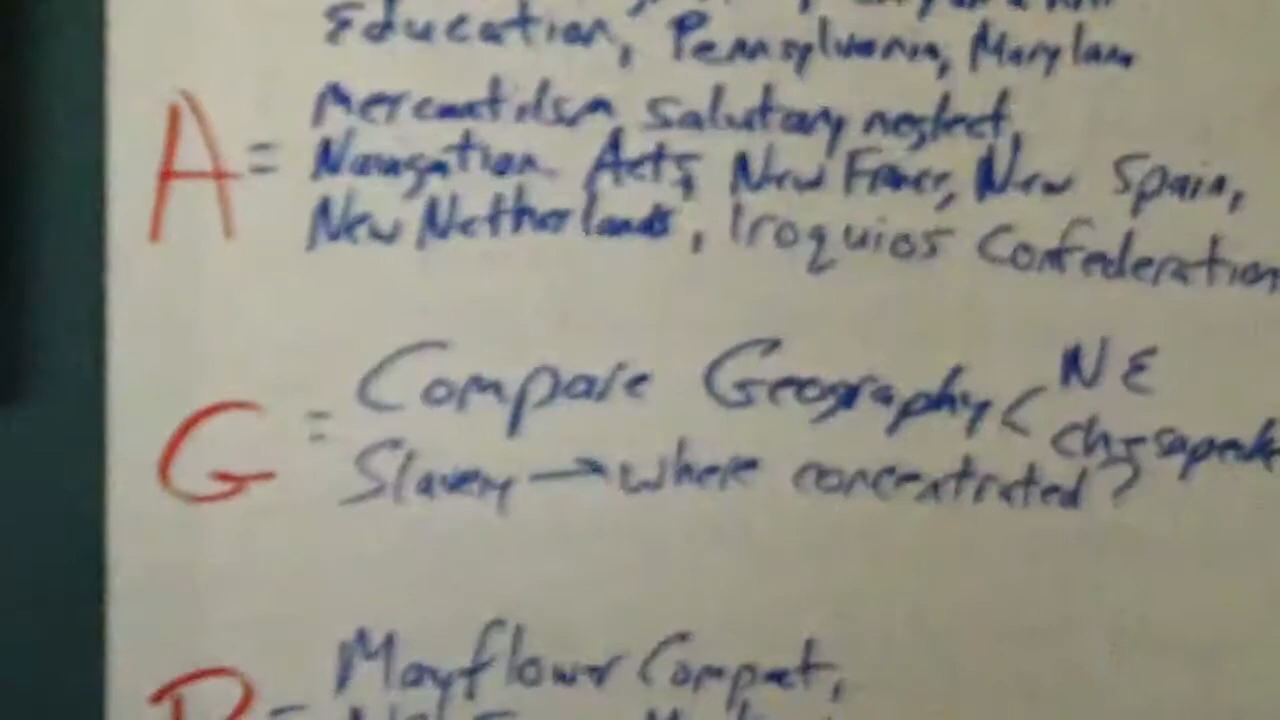 Education, Pennsylvania, Marylan
A = Mercantilism salutary neglect,
Navigation Acts, New France, New Spain,
New Netherlands, Iroquios Confederation
G = Compare Geography < NE
Chesapeake
Slavery → where concentrated?
Mayflower Compact,